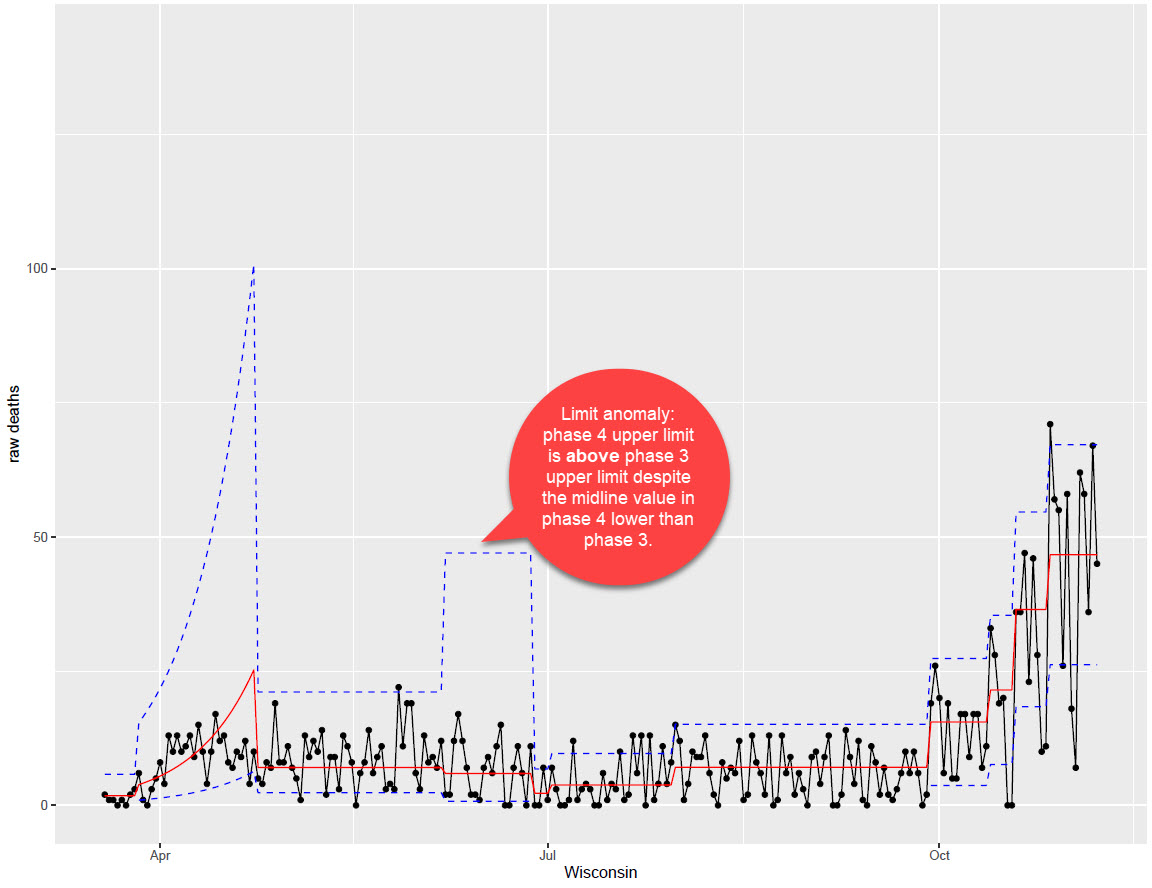 100
50
0
raw deaths
Limit anomaly:
phase 4 upper limit
is above phase 3
upper limit despite
the midline value in
phase 4 lower than
phase 3.
Apr
Jul
Oct
Wisconsin